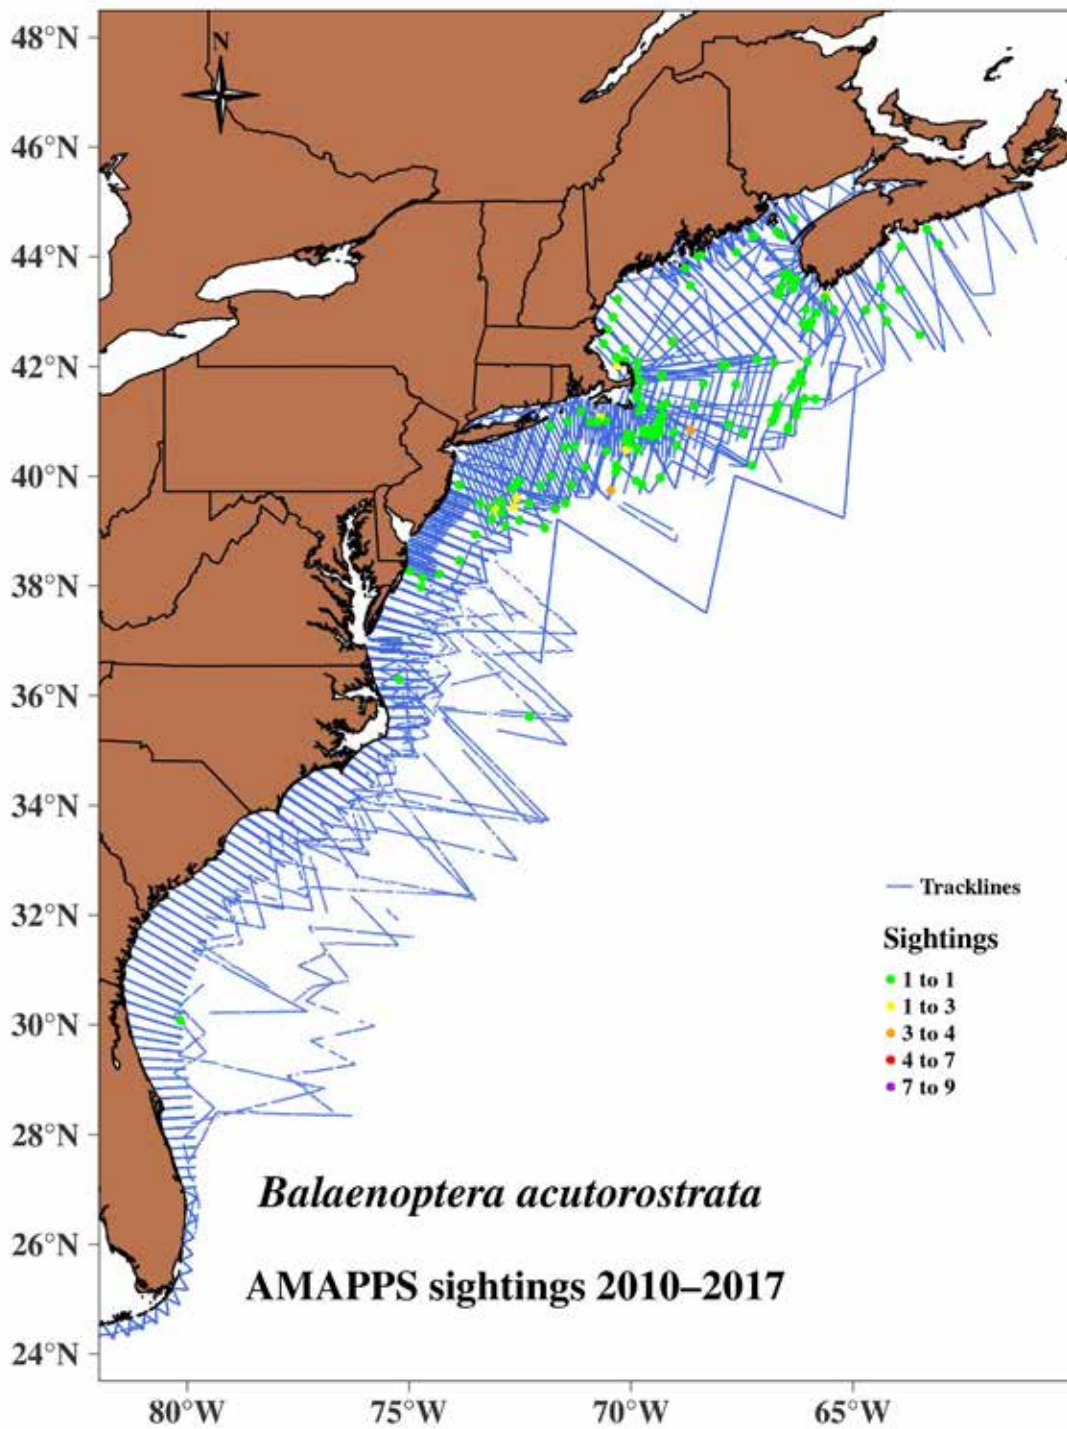 48°N
N
46°N
44°N
42°N
40°N
38°N
36°N
34°N
32°N
30°N
28°N
26°N
24°N
Tracklines
Sightings
1 to 1
1 to 3
3 to 4
4 to 7
7 to 9
Balaenoptera acutorostrata
AMAPPS sightings 2010–2017
80°W 75°W 70°W 65°W